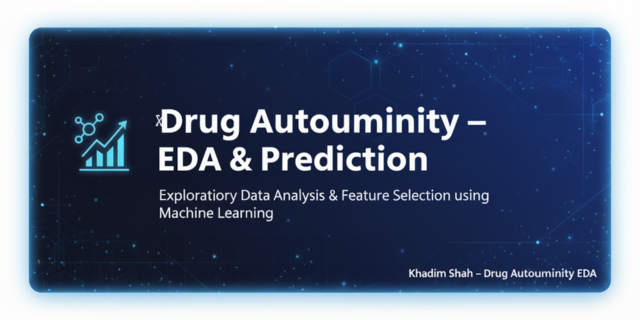 Drug Autouminity –
EDA & Prediction
Exploratiory Data Analysis & Feature Selection using
Machine Learning
Khadim Shah – Drug Autouminity EDA